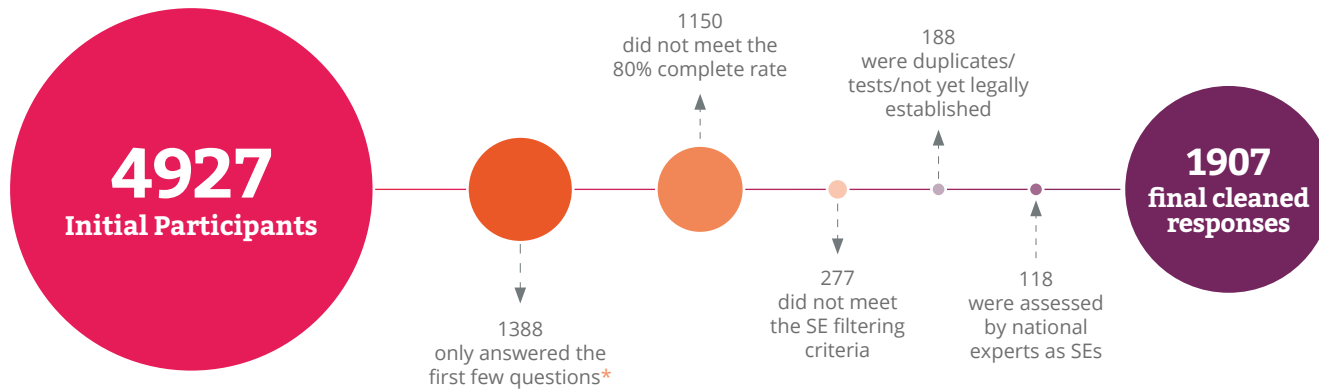 4927
Initial Participants
1388
only answered the
first few questions*
1150
did not meet the
80% complete rate
277
did not meet
the SE filtering
criteria
188
were duplicates/
tests/not yet legally
established
118
were assessed
by national
experts as SEs
1907
final cleaned
responses